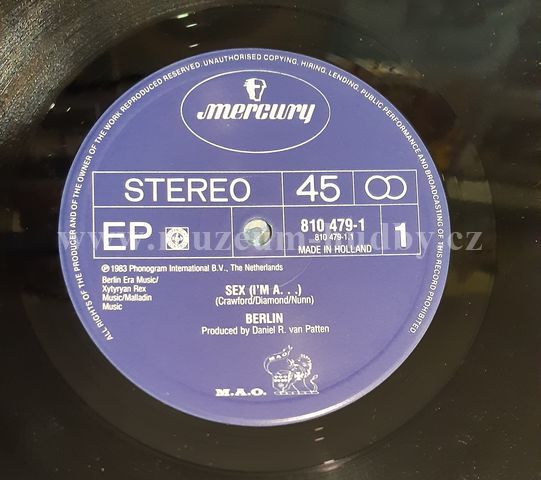 ALL RIGHTS OF THE PRODUCER AND OF THE OWNER OF THE WORK REPRODUCED RESERVED. UNAUTHORISED COPYING, HIRING, LENDING, PUBLIC PERFORMANCE AND BROADCASTING OF THIS RECORD PROHIBITED
mercury
STEREO 45
EP 810 479-1 1
810 479-1.1
MADE IN HOLLAND
www.muzeum-hudby.cz
℗ 1983 Phonogram International B.V., The Netherlands
Berlin Era Music/
Xytyryan Rex
Music/Malladin
Music
SEX (I'M A. . .)
(Crawford/Diamond/Nunn)
BERLIN
Produced by Daniel R. van Patten
M.A.O.